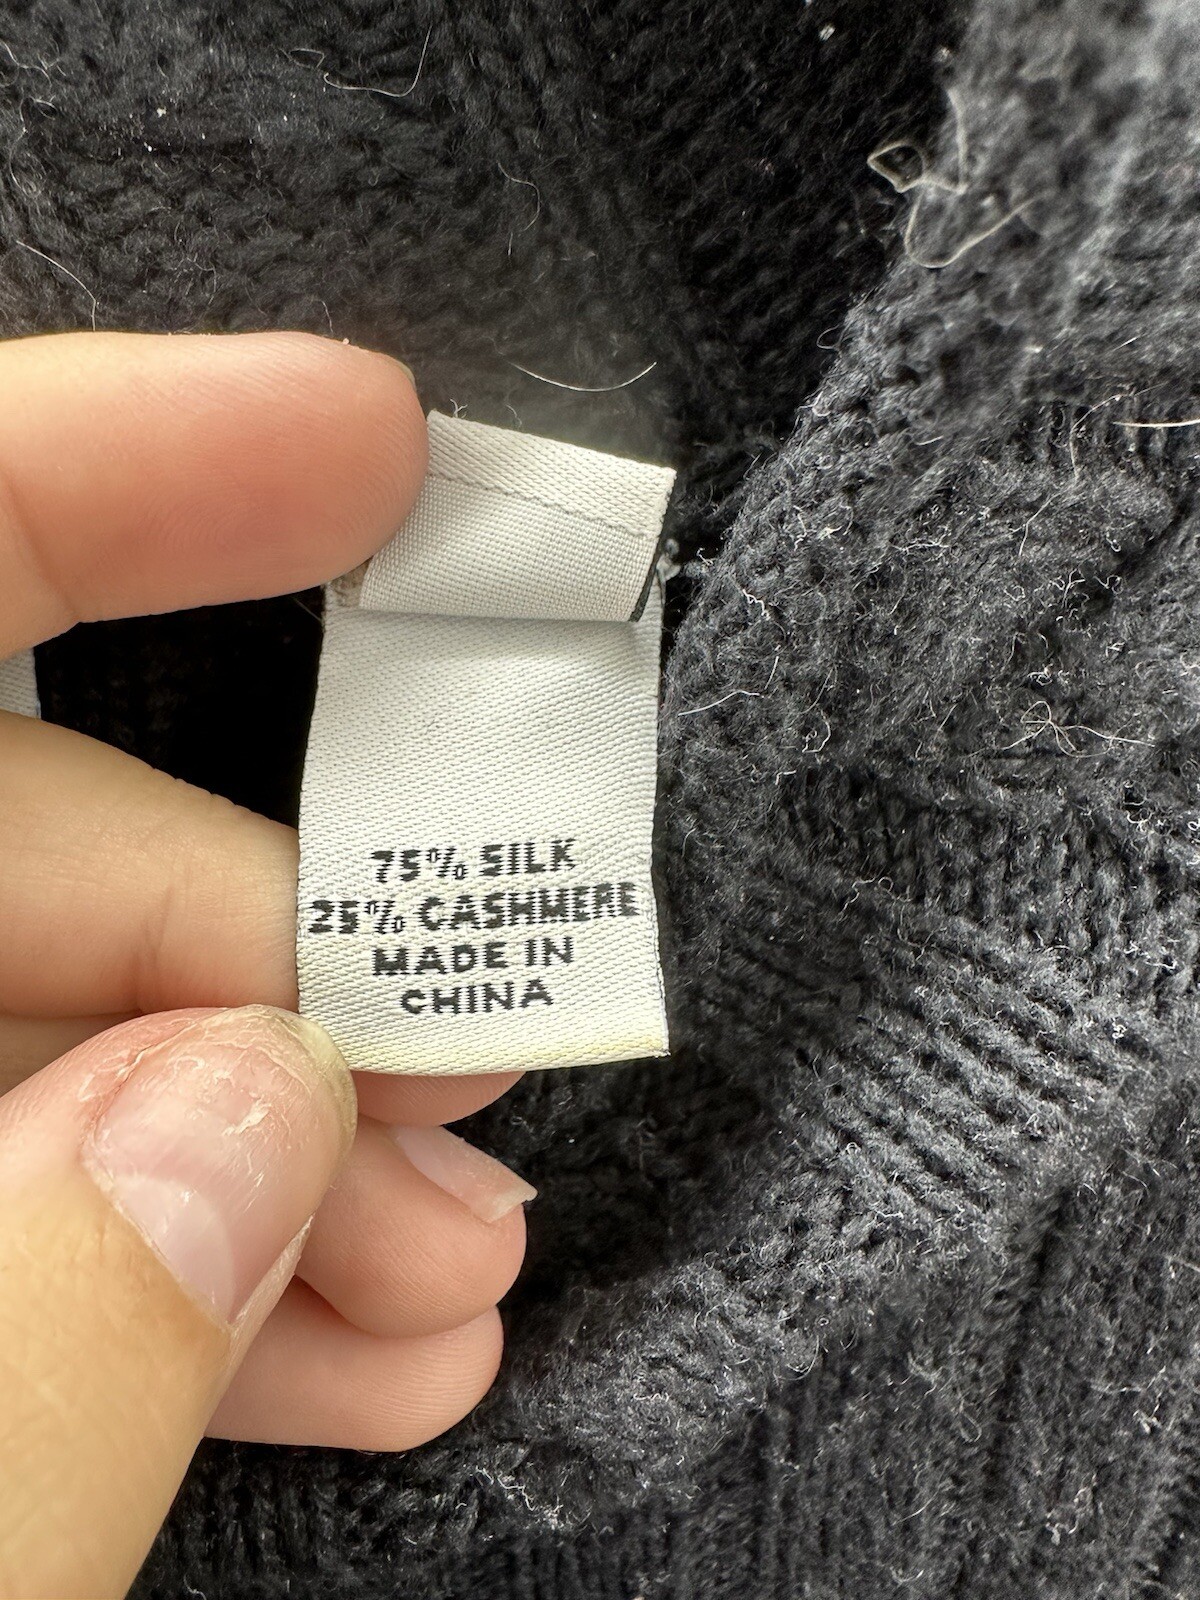 75% SILK
25% CASHMERE
MADE IN
CHINA